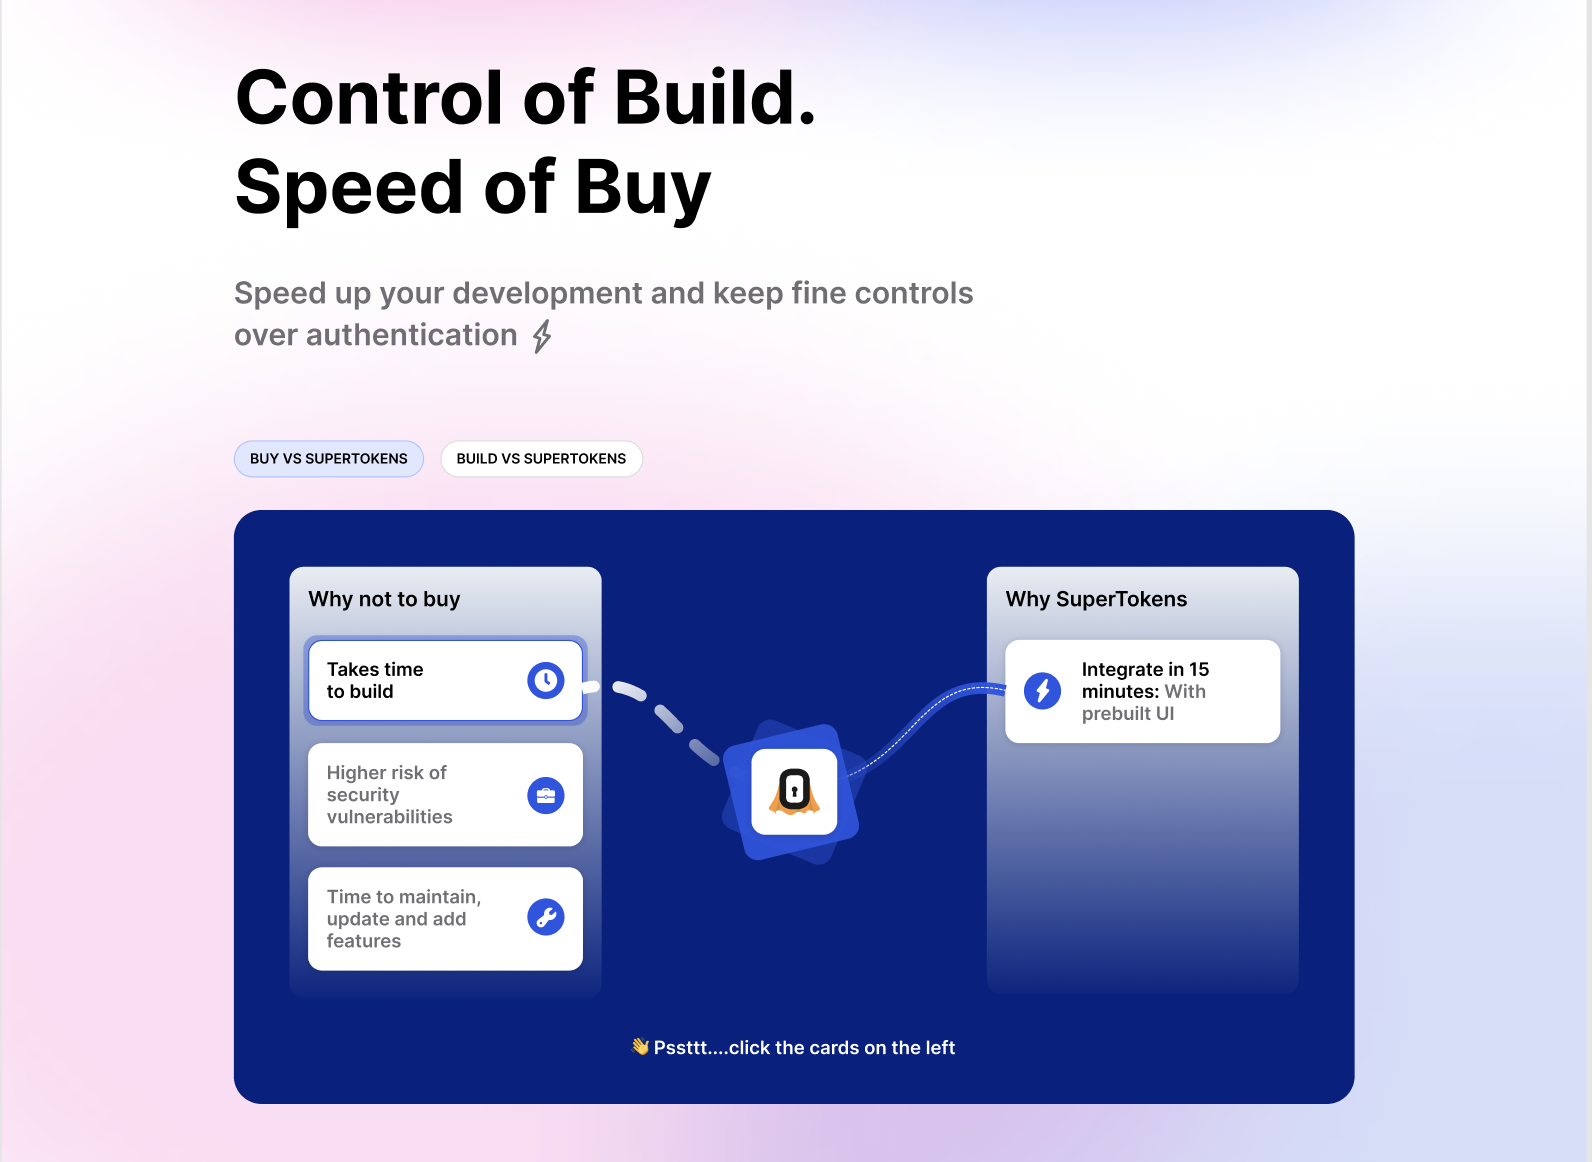 Control of Build.
Speed of Buy
Speed up your development and keep fine controls
over authentication
BUY VS SUPERTOKENS
BUILD VS SUPERTOKENS
Why not to buy
Takes time
to build
Higher risk of
security
vulnerabilities
Time to maintain,
update and add
features
Why SuperTokens
Integrate in 15
minutes: With
prebuilt UI
👋 Pssttt....click the cards on the left